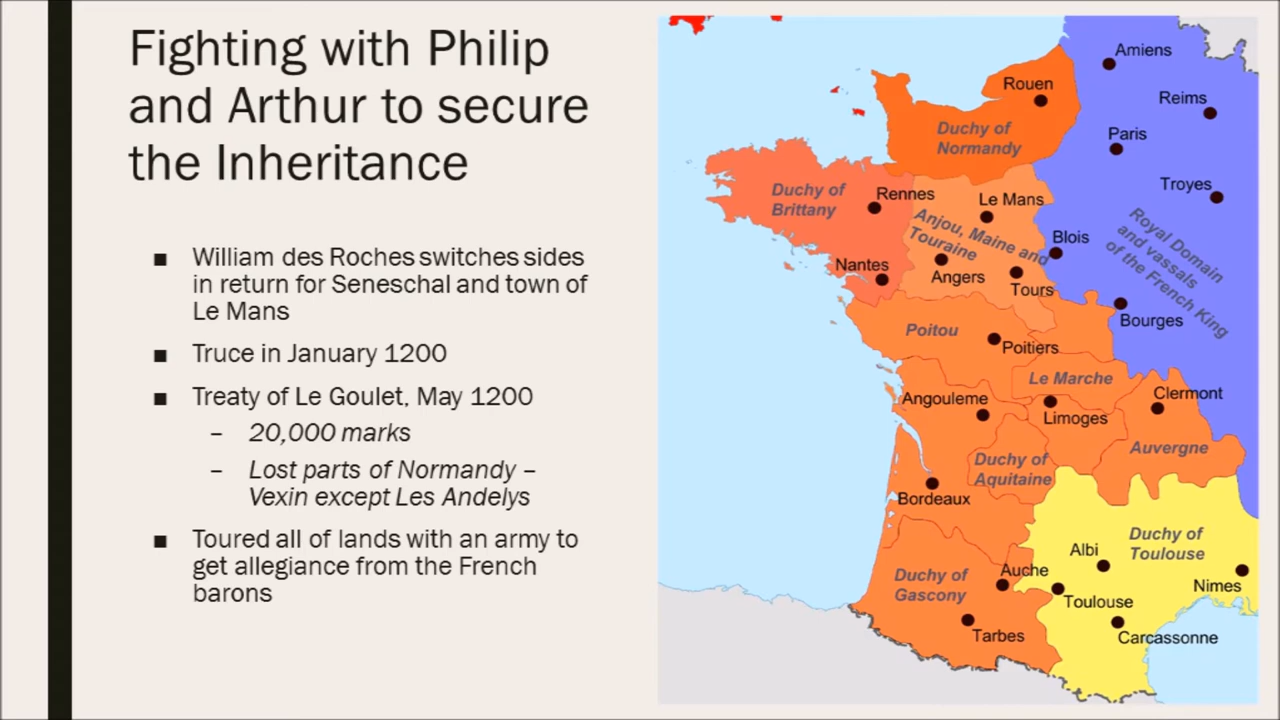 Fighting with Philip
and Arthur to secure
the Inheritance
■ William des Roches switches sides
in return for Seneschal and town of
Le Mans
■ Truce in January 1200
■ Treaty of Le Goulet, May 1200
– 20,000 marks
– Lost parts of Normandy –
Vexin except Les Andelys
■ Toured all of lands with an army to
get allegiance from the French
barons
Amiens
Rouen
Reims
Duchy of
Normandy
Paris
Troyes
Duchy of
Brittany
Rennes
Le Mans
Anjou, Maine and
Touraine
Blois
Royal Domain
and vassals
of the French King
Nantes
Angers
Tours
Bourges
Poitou
Poitiers
Le Marche
Clermont
Angouleme
Limoges
Auvergne
Duchy of
Aquitaine
Bordeaux
Duchy of
Toulouse
Albi
Auche
Duchy of
Gascony
Nimes
Toulouse
Tarbes
Carcassonne